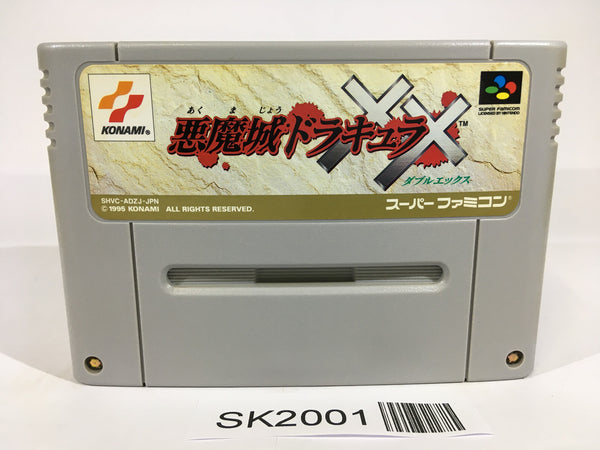 KONAMI®
あくまじょう
悪魔城ドラキュラXX™
ダブルエックス
SUPER FAMICOM
LICENSED BY NINTENDO
SHVC-ADZJ-JPN
© 1995 KONAMI ALL RIGHTS RESERVED.
スーパーファミコン®
SK2001